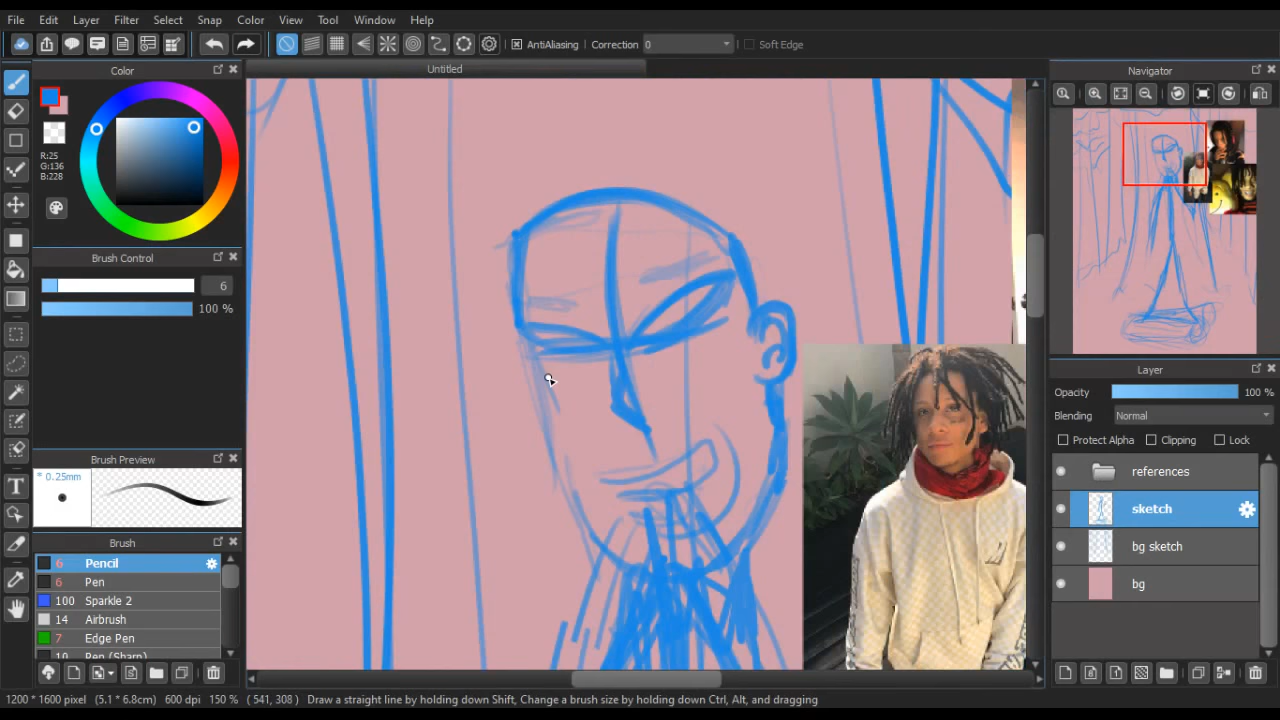 File Edit Layer Filter Select Snap Color View Tool Window Help
AntiAliasing Correction 0 Soft Edge
Color
Untitled
Navigator
R:25
G:136
B:228
Brush Control
6
100 %
Brush Preview
* 0.25mm
Brush
6 Pencil
6 Pen
100 Sparkle 2
14 Airbrush
7 Edge Pen
10 Pen (Sharp)
Layer
Opacity 100 %
Blending Normal
Protect Alpha Clipping Lock
references
sketch
bg sketch
bg
1200 * 1600 pixel (5.1 * 6.8cm) 600 dpi 150 % ( 541, 308 ) Draw a straight line by holding down Shift, Change a brush size by holding down Ctrl, Alt, and dragging